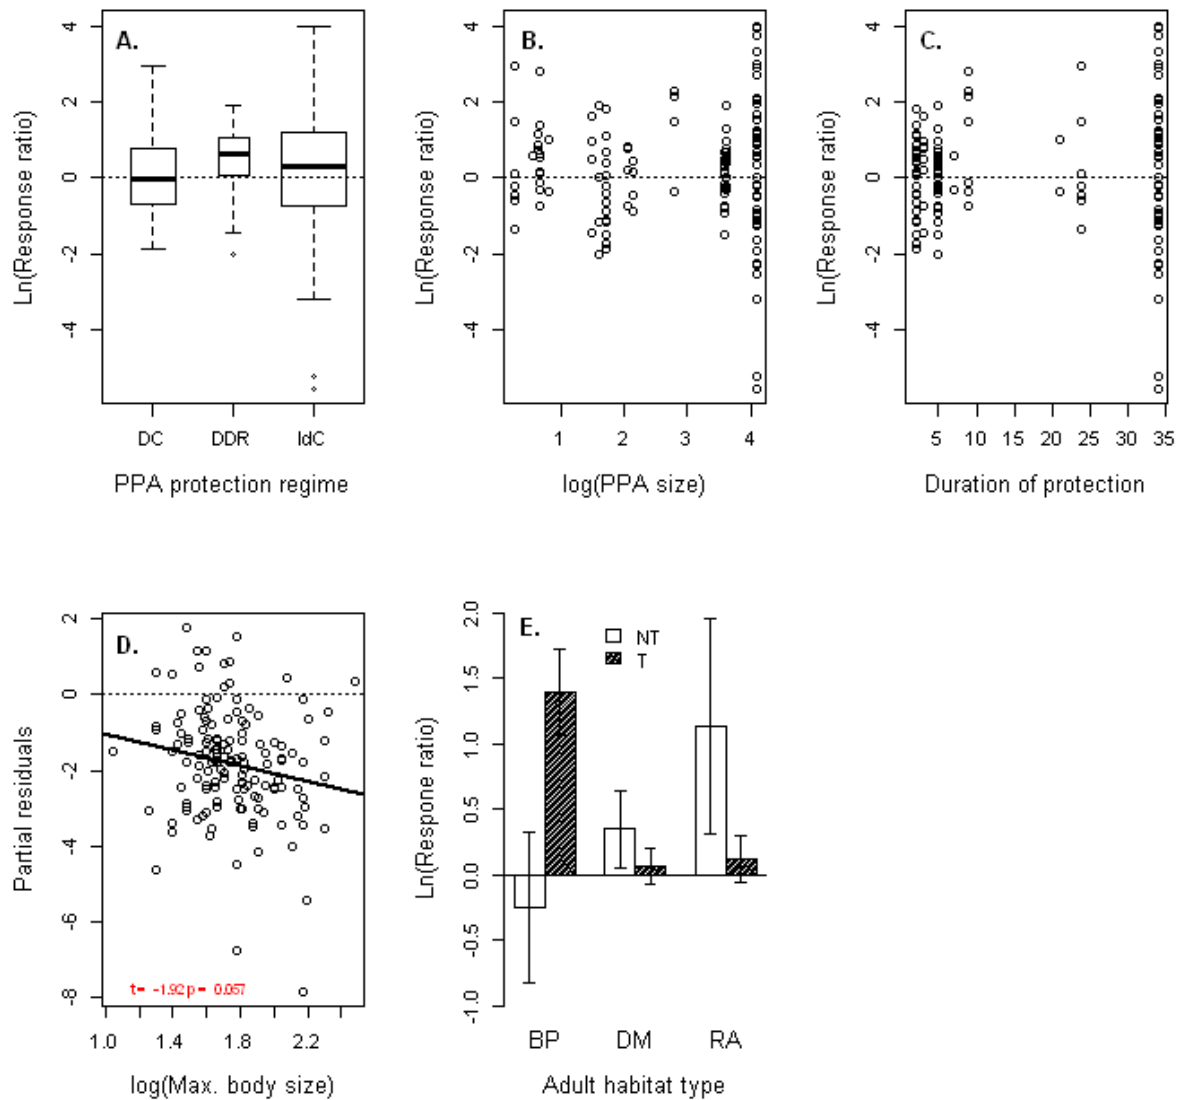 A.
Ln(Response ratio)
4
2
0
-2
-4
DC DDR IdC
PPA protection regime
B.
Ln(Response ratio)
4
2
0
-2
-4
1 2 3 4
log(PPA size)
C.
Ln(Response ratio)
4
2
0
-2
-4
5 10 15 20 25 30 35
Duration of protection
D.
Partial residuals
2
0
-2
-4
-6
-8
t= -1.92 p= 0.057
1.0 1.4 1.8 2.2
log(Max. body size)
E.
NT
T
Ln(Respone ratio)
2.0
1.5
1.0
0.5
0.0
-0.5
-1.0
BP DM RA
Adult habitat type